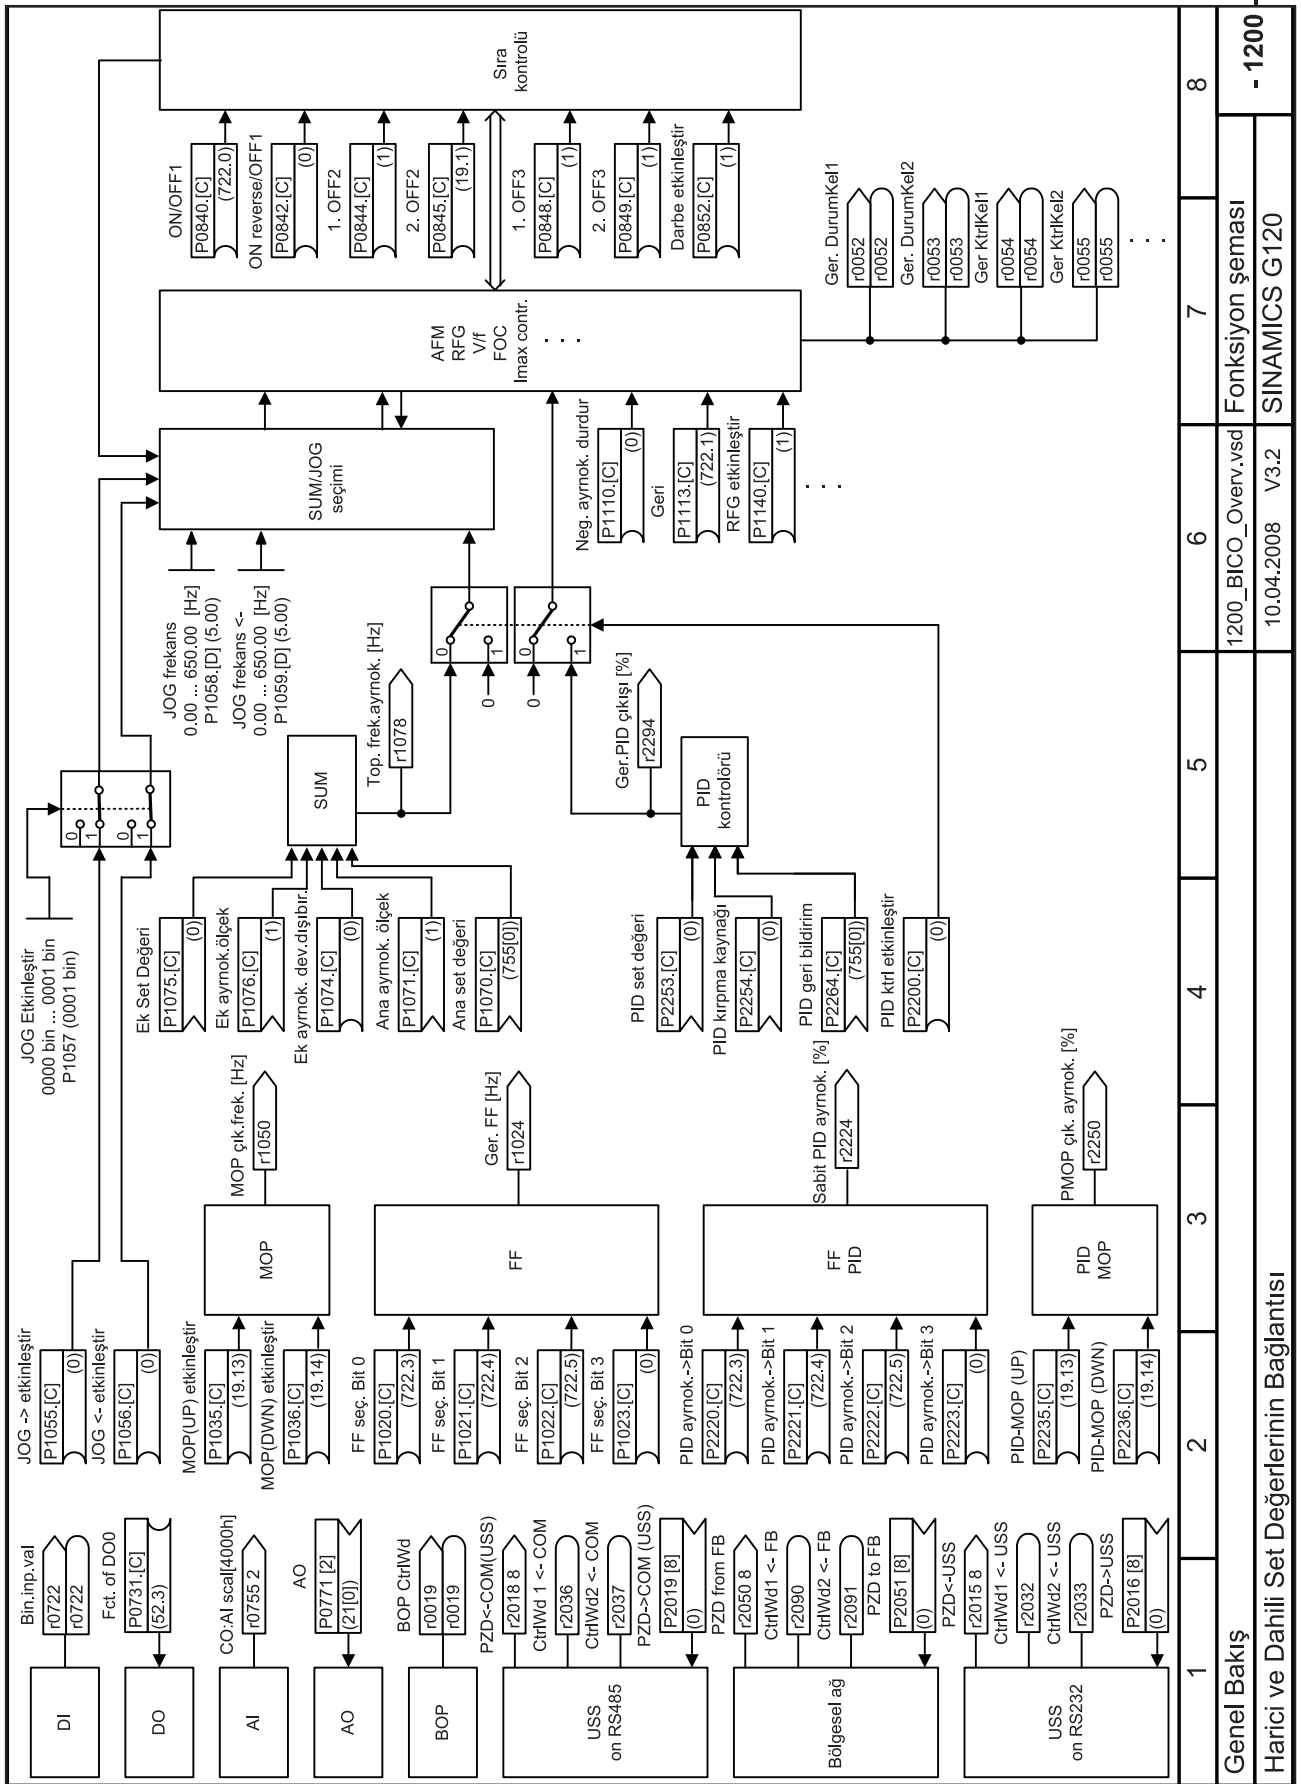 DI
Bin.inp.val
r0722
r0722
DO
Fct. of DO0
P0731.[C]
(52.3)
AI
CO:AI scal[4000h]
r0755 2
AO
AO
P0771 [2]
(21[0])
BOP
BOP CtrlWd
r0019
r0019
USS
on RS485
PZD<-COM(USS)
r2018 8
CtrlWd 1 <- COM
r2036
CtrlWd2 <- COM
r2037
PZD->COM (USS)
P2019 [8]
(0)
Bölgesel ağ
PZD from FB
r2050 8
CtrlWd1 <- FB
r2090
CtrlWd2 <- FB
r2091
PZD to FB
P2051 [8]
(0)
USS
on RS232
PZD<-USS
r2015 8
CtrlWd1 <- USS
r2032
CtrlWd2 <- USS
r2033
PZD->USS
P2016 [8]
(0)
JOG -> etkinleştir
P1055.[C]
(0)
JOG <- etkinleştir
P1056.[C]
(0)
MOP(UP) etkinleştir
P1035.[C]
(19.13)
MOP(DWN) etkinleştir
P1036.[C]
(19.14)
MOP
MOP çık.frek. [Hz]
r1050
FF seç. Bit 0
P1020.[C]
(722.3)
FF seç. Bit 1
P1021.[C]
(722.4)
FF seç. Bit 2
P1022.[C]
(722.5)
FF seç. Bit 3
P1023.[C]
(0)
FF
Ger. FF [Hz]
r1024
PID ayrnok.->Bit 0
P2220.[C]
(722.3)
PID ayrnok.->Bit 1
P2221.[C]
(722.4)
PID ayrnok.->Bit 2
P2222.[C]
(722.5)
PID ayrnok.->Bit 3
P2223.[C]
(0)
FF
PID
Sabit PID ayrnok. [%]
r2224
PID-MOP (UP)
P2235.[C]
(19.13)
PID-MOP (DWN)
P2236.[C]
(19.14)
PID
MOP
PMOP çık. ayrnok. [%]
r2250
JOG Etkinleştir
0000 bin ... 0001 bin
P1057 (0001 bin)
0
1
0
1
Ek Set Değeri
P1075.[C]
(0)
Ek ayrnok.ölçek
P1076.[C]
(1)
Ek ayrnok. dev.dışıbır.
P1074.[C]
(0)
Ana ayrnok. ölçek
P1071.[C]
(1)
Ana set değeri
P1070.[C]
(755[0])
SUM
Top. frek.ayrnok. [Hz]
r1078
PID set değeri
P2253.[C]
(0)
PID kırpma kaynağı
P2254.[C]
(0)
PID geri bildirim
P2264.[C]
(755[0])
PID ktrl etkinleştir
P2200.[C]
(0)
PID
kontrolörü
Ger.PID çıkışı [%]
r2294
JOG frekans
0.00 ... 650.00 [Hz]
P1058.[D] (5.00)
JOG frekans <-
0.00 ... 650.00 [Hz]
P1059.[D] (5.00)
0
0
1
0
0
1
SUM/JOG
seçimi
Neg. ayrnok. durdur
P1110.[C]
(0)
Geri
P1113.[C]
(722.1)
RFG etkinleştir
P1140.[C]
(1)
. . .
AFM
RFG
V/f
FOC
Imax contr.
. . .
ON/OFF1
P0840.[C]
(722.0)
ON reverse/OFF1
P0842.[C]
(0)
1. OFF2
P0844.[C]
(1)
2. OFF2
P0845.[C]
(19.1)
1. OFF3
P0848.[C]
(1)
2. OFF3
P0849.[C]
(1)
Darbe etkinleştir
P0852.[C]
(1)
Sıra
kontrolü
Ger. DurumKel1
r0052
r0052
Ger. DurumKel2
r0053
r0053
Ger KtrlKel1
r0054
r0054
Ger KtrlKel2
r0055
r0055
. . .
1 2 3 4 5 6 7 8
Genel Bakış
Harici ve Dahili Set Değerlerinin Bağlantısı
1200_BICO_Overv.vsd
10.04.2008 V3.2
Fonksiyon şeması
SINAMICS G120
- 1200 -